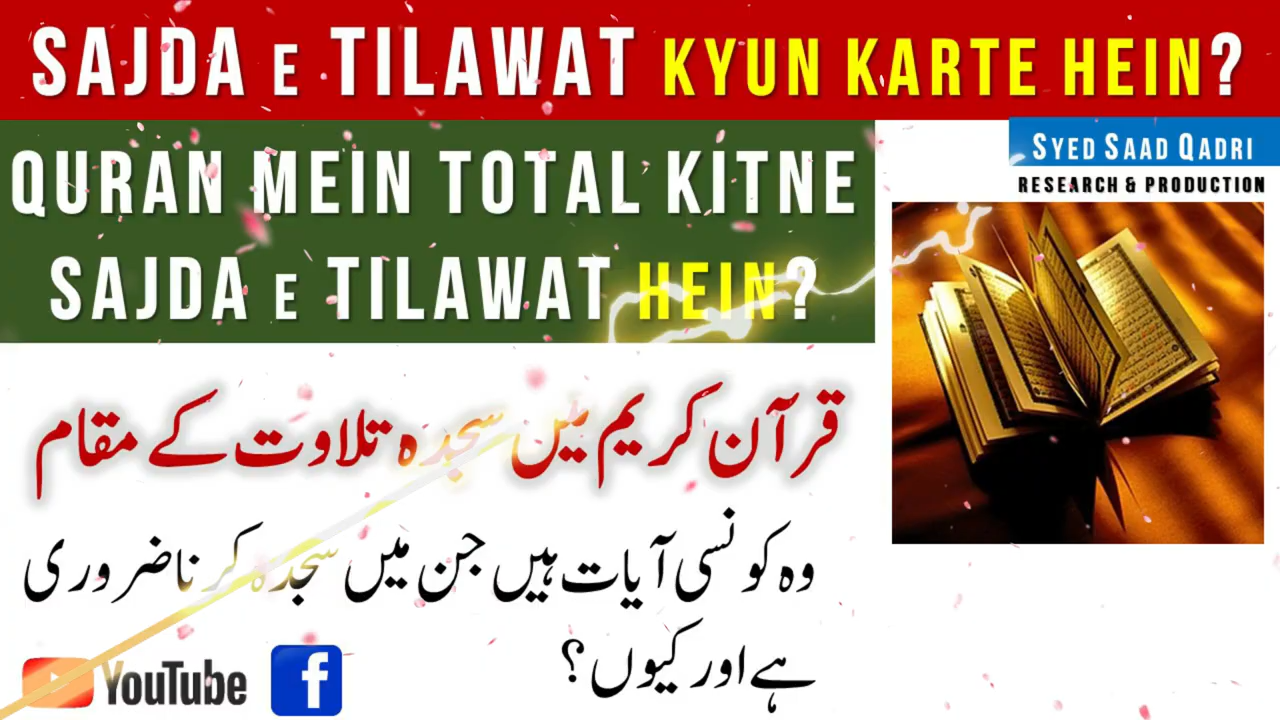 SAJDA E TILAWAT KYUN KARTE HEIN?
QURAN MEIN TOTAL KITNE
SAJDA E TILAWAT HEIN?
SYED SAAD QADRI
RESEARCH & PRODUCTION
قرآن کریم میں سجدہ تلاوت کے مقام
وہ کونسی آیات ہیں جن میں سجدہ کرنا ضروری
ہے اور کیوں؟
YouTube
f